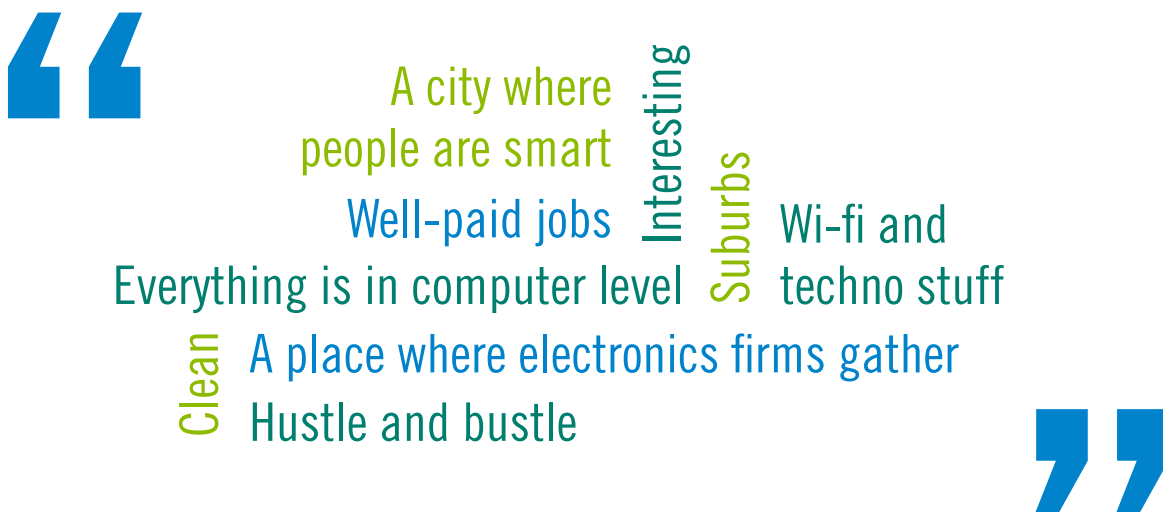 “
A city where
people are smart
Interesting
Well-paid jobs
Suburbs
Wi-fi and
techno stuff
Everything is in computer level
Clean
A place where electronics firms gather
Hustle and bustle
”